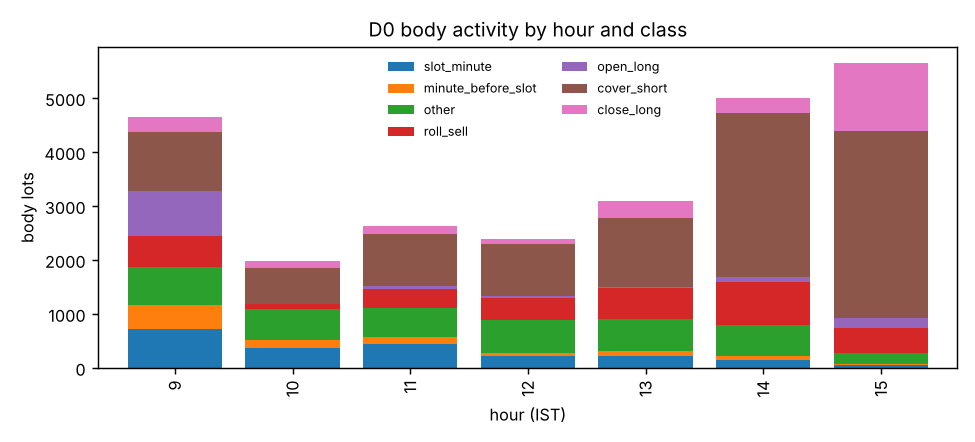 D0 body activity by hour and class
slot_minute
minute_before_slot
other
roll_sell
open_long
cover_short
close_long
body lots
5000
4000
3000
2000
1000
0
9
10
11
12
13
14
15
hour (IST)